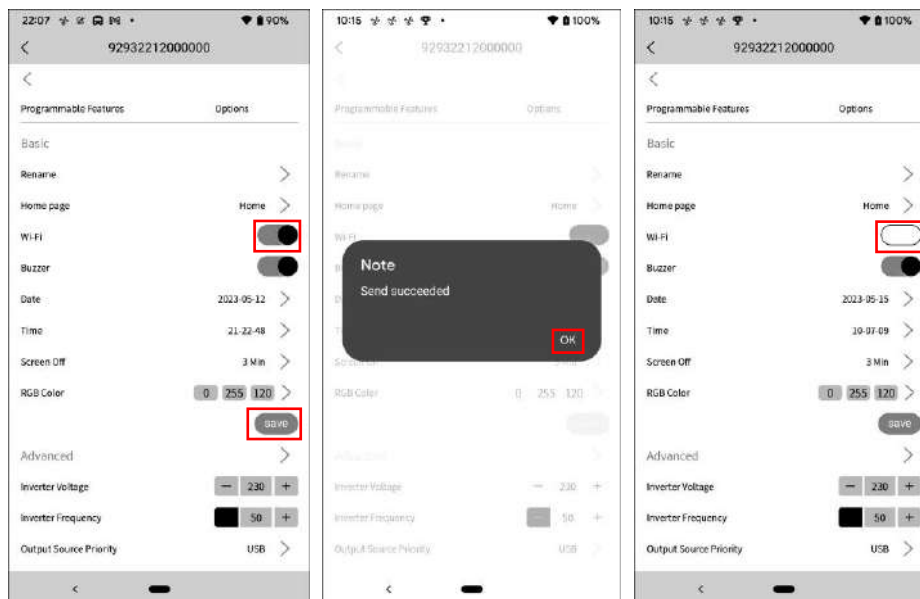 22:07
90%
92932212000000
Programmable Features Options
Basic
Rename
Home page Home
Wi-Fi
Buzzer
Date 2023-05-12
Time 21-22-48
Screen Off 3 Min
RGB Color 0 255 120
save
Advanced
Inverter Voltage — 230 +
Inverter Frequency 50 +
Output Source Priority USB
10:15
100%
92932212000000
Programmable Features Options
Basic
Rename
Home page Home
Wi-Fi
Note
Send succeeded
OK
RGB Color 0 255 120
Advanced
Inverter Voltage — 230 +
Inverter Frequency — 50 +
Output Source Priority USB
10:15
100%
92932212000000
Programmable Features Options
Basic
Rename
Home page Home
Wi-Fi
Buzzer
Date 2023-05-15
Time 10-07-09
Screen Off 3 Min
RGB Color 0 255 120
save
Advanced
Inverter Voltage — 230 +
Inverter Frequency 50 +
Output Source Priority USB